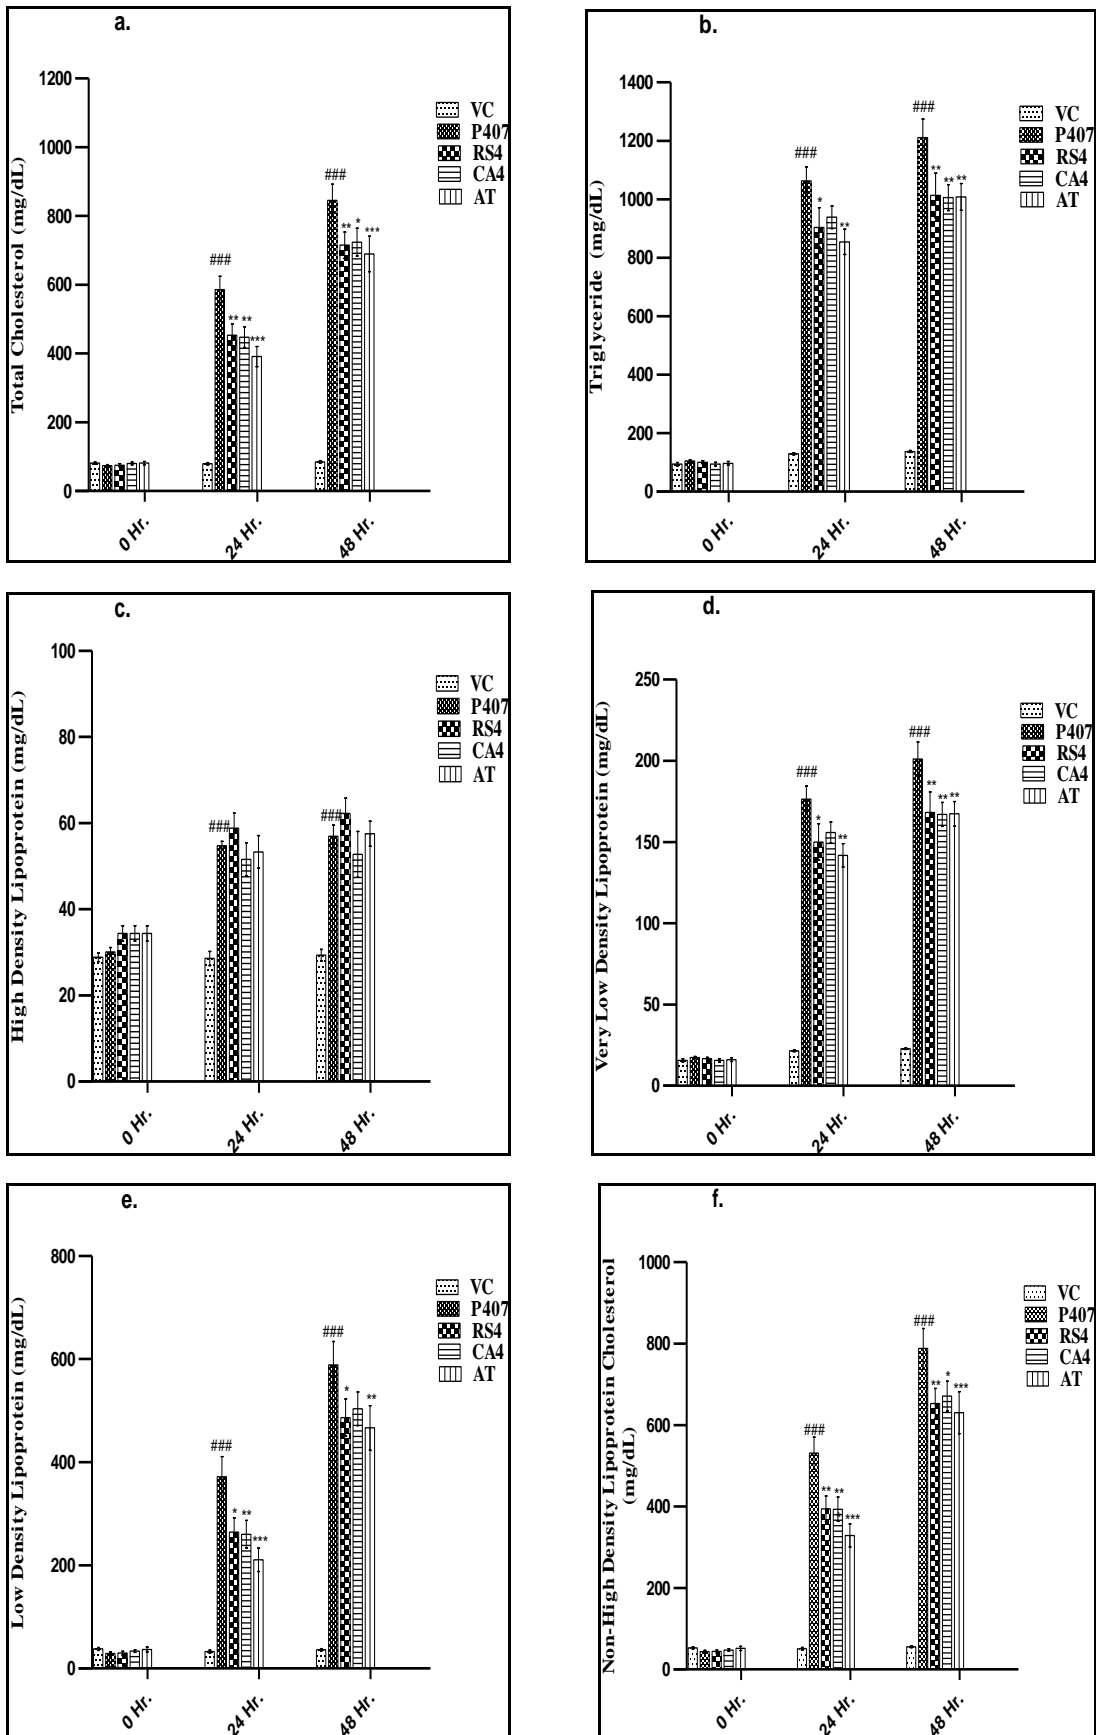 a.
1200
1000
800
600
400
200
0
Total Cholesterol (mg/dL)
###
** ** ***
###
** * ***
0 Hr.
24 Hr.
48 Hr.
VC
P407
RS4
CA4
AT
b.
1400
1200
1000
800
600
400
200
0
Triglyceride (mg/dL)
###
* **
###
** ** **
0 Hr.
24 Hr.
48 Hr.
VC
P407
RS4
CA4
AT
c.
100
80
60
40
20
0
High Density Lipoprotein (mg/dL)
###
###
0 Hr.
24 Hr.
48 Hr.
VC
P407
RS4
CA4
AT
d.
250
200
150
100
50
0
Very Low Density Lipoprotein (mg/dL)
###
* **
###
** ** **
0 Hr.
24 Hr.
48 Hr.
VC
P407
RS4
CA4
AT
e.
800
600
400
200
0
Low Density Lipoprotein (mg/dL)
###
* ** ***
###
* **
0 Hr.
24 Hr.
48 Hr.
VC
P407
RS4
CA4
AT
f.
1000
800
600
400
200
0
Non-High Density Lipoprotein Cholesterol
(mg/dL)
###
** ** ***
###
** * ***
0 Hr.
24 Hr.
48 Hr.
VC
P407
RS4
CA4
AT